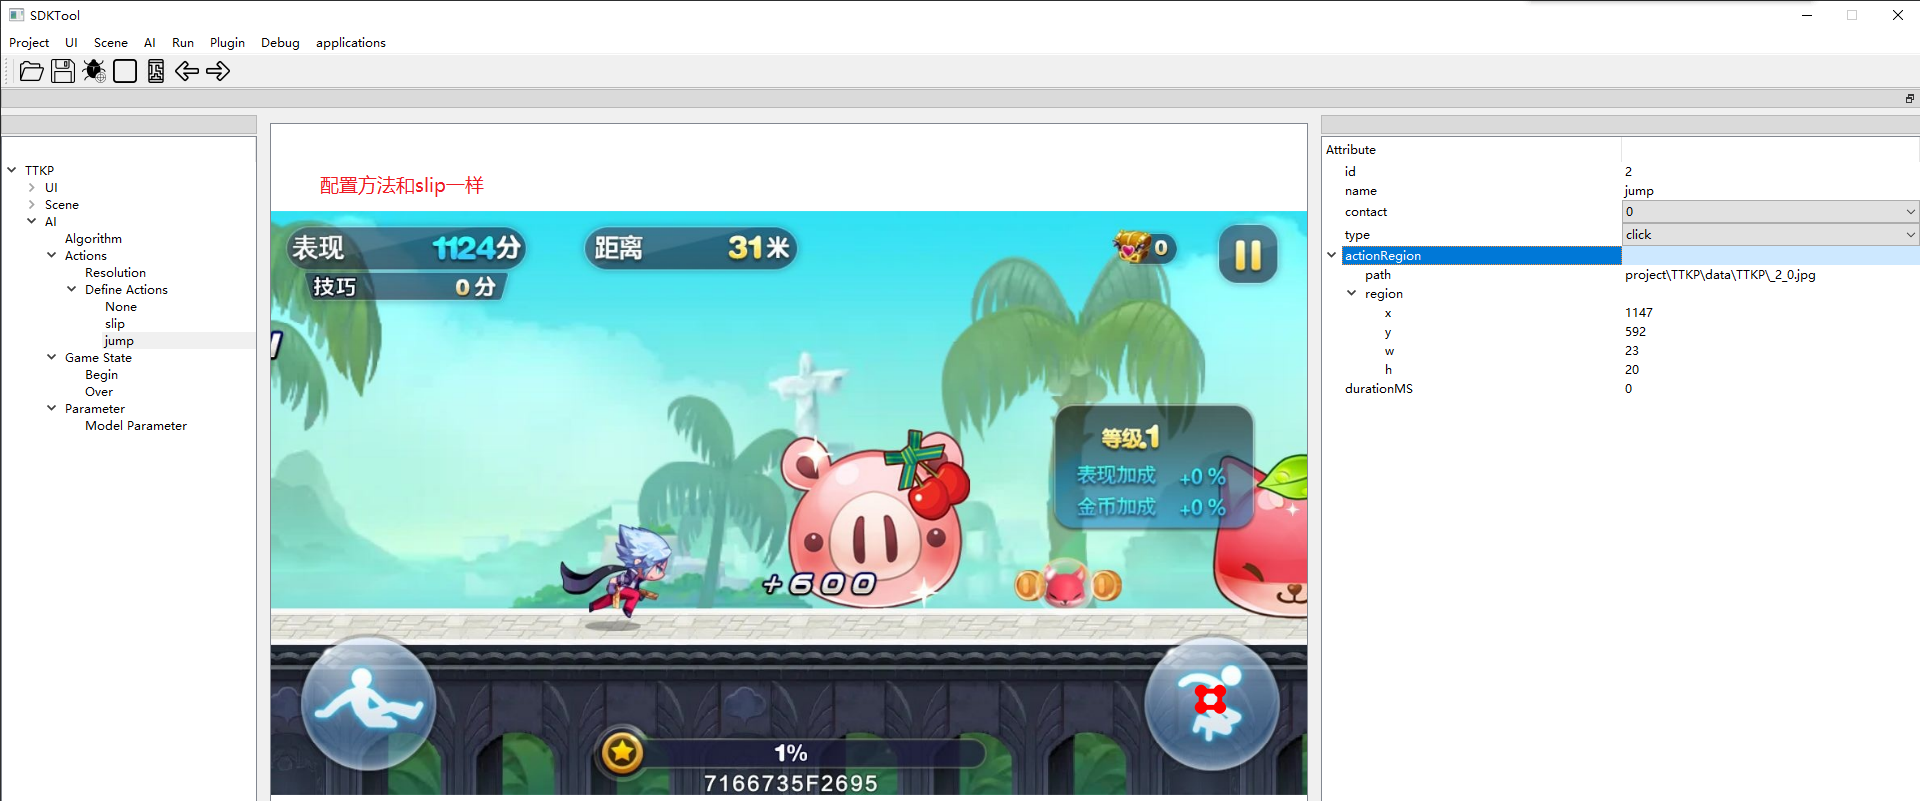 SDKTool
Project UI Scene AI Run Plugin Debug applications
TTKP
UI
Scene
AI
Algorithm
Actions
Resolution
Define Actions
None
slip
jump
Game State
Begin
Over
Parameter
Model Parameter
配置方法和slip一样
表现 1124分
距离 31米
0
技巧 0分
等级.1
表现加成 +0 %
金币加成 +0 %
+600
1%
7166735F2695
Attribute
id 2
name jump
contact 0
type click
actionRegion
path project\TTKP\data\TTKP\_2_0.jpg
region
x 1147
y 592
w 23
h 20
durationMS 0